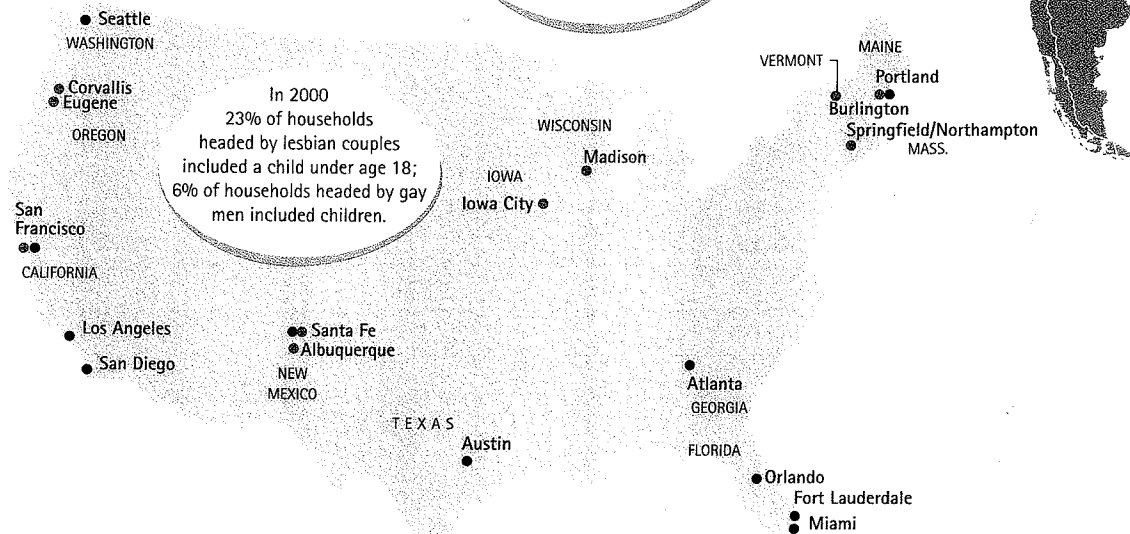 Seattle
WASHINGTON
Corvallis
Eugene
OREGON
In 2000
23% of households
headed by lesbian couples
included a child under age 18;
6% of households headed by gay
men included children.
San
Francisco
CALIFORNIA
Los Angeles
San Diego
Santa Fe
Albuquerque
NEW
MEXICO
TEXAS
Austin
WISCONSIN
Madison
IOWA
Iowa City
VERMONT
MAINE
Portland
Burlington
Springfield/Northampton
MASS.
Atlanta
GEORGIA
FLORIDA
Orlando
Fort Lauderdale
Miami